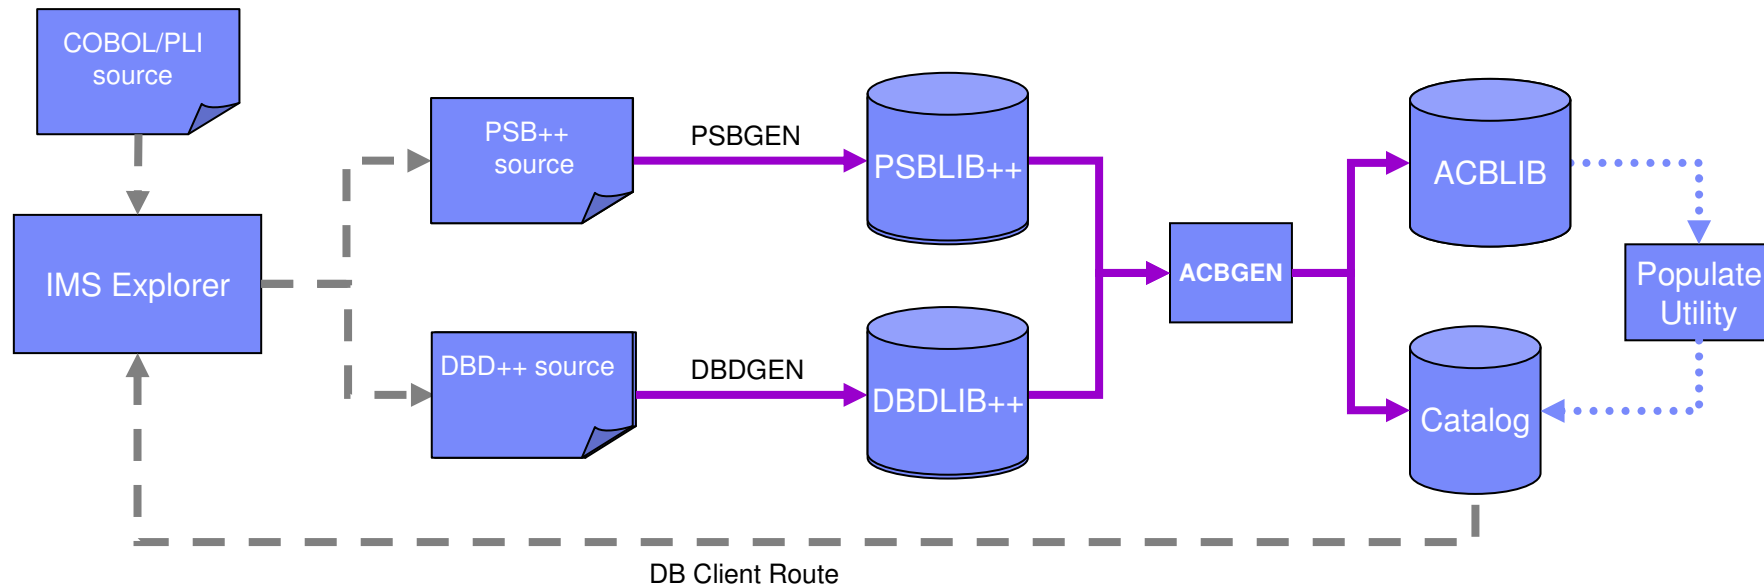 COBOL/PLI
source
IMS Explorer
PSB++
source
DBD++ source
PSBGEN
DBDGEN
PSBLIB++
DBDLIB++
ACBGEN
ACBLIB
Catalog
Populate
Utility
DB Client Route